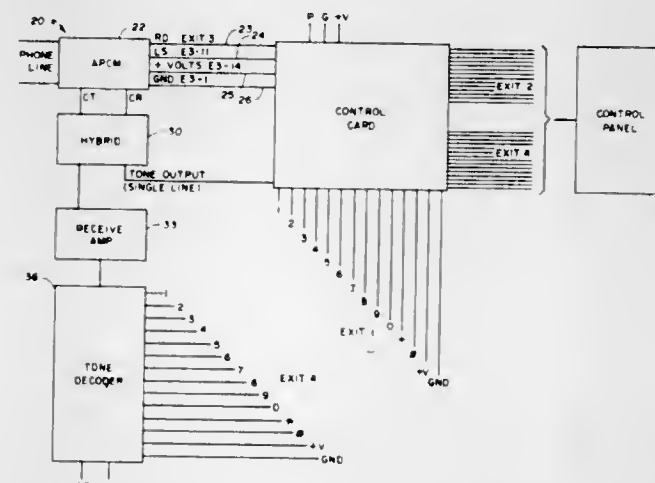 20
22
PHONE LINE
APCM
RD EXIT 3
23
24
LS E3-11
+ VOLTS E3-14
GND E3-1
25
26
P G +V
CONTROL CARD
EXIT 2
EXIT 4
CONTROL PANEL
CT
CR
HYBRID
30
TONE OUTPUT
(SINGLE LINE)
RECEIVE AMP
33
36
TONE DECODER
1
2
3
4
5
6
7
8
9
0
*
#
+V
GND
EXIT 4
1
2
3
4
5
6
7
8
9
0
*
#
+V
GND
EXIT 1